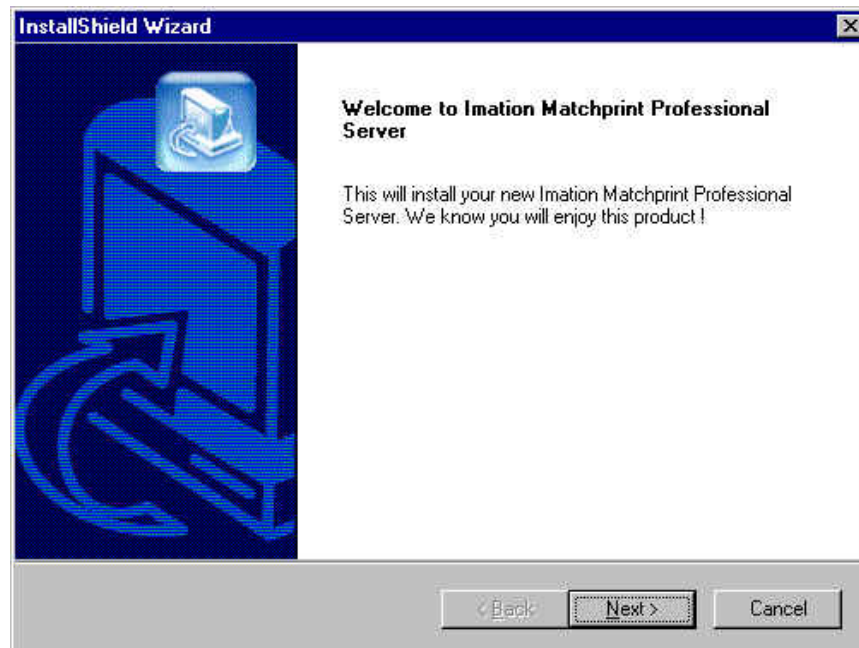 InstallShield Wizard
Welcome to Imation Matchprint Professional
Server
This will install your new Imation Matchprint Professional
Server. We know you will enjoy this product !
< Back
Next >
Cancel